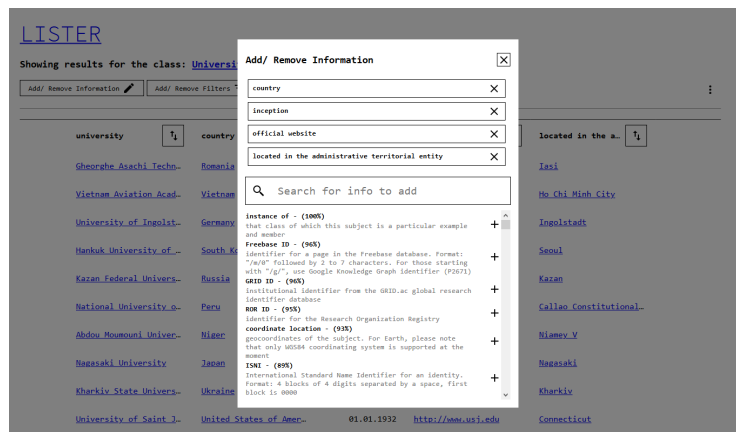 LISTER
Showing results for the class: Universi
Add/ Remove Information
Add/ Remove Filters
Add/ Remove Information
country
inception
official website
located in the administrative territorial entity
Search for info to add
instance of - (100%)
that class of which this subject is a particular example
and member
Freebase ID - (96%)
identifier for a page in the Freebase database. Format:
"/m/0" followed by 2 to 7 characters. For those starting
with "/g/", use Google Knowledge Graph identifier (P2671)
GRID ID - (96%)
institutional identifier from the GRID.ac global research
identifier database
ROR ID - (95%)
identifier for the Research Organization Registry
coordinate location - (93%)
geocoordinates of the subject. For Earth, please note
that only WGS84 coordinating system is supported at the
moment
ISNI - (89%)
International Standard Name Identifier for an identity.
Format: 4 blocks of 4 digits separated by a space, first
block is 0000
university country located in the a…
Gheorghe Asachi Techn… Romania Iasi
Vietnam Aviation Acad… Vietnam Ho Chi Minh City
University of Ingolst… Germany Ingolstadt
Hankuk University of … South Ko Seoul
Kazan Federal Univers… Russia Kazan
National University o… Peru Callao Constitutional…
Abdou Moumouni Univer… Niger Niamey V
Nagasaki University Japan Nagasaki
Kharkiv State Univers… Ukraine Kharkiv
University of Saint J… United States of Amer… 01.01.1932 http://www.usj.edu Connecticut